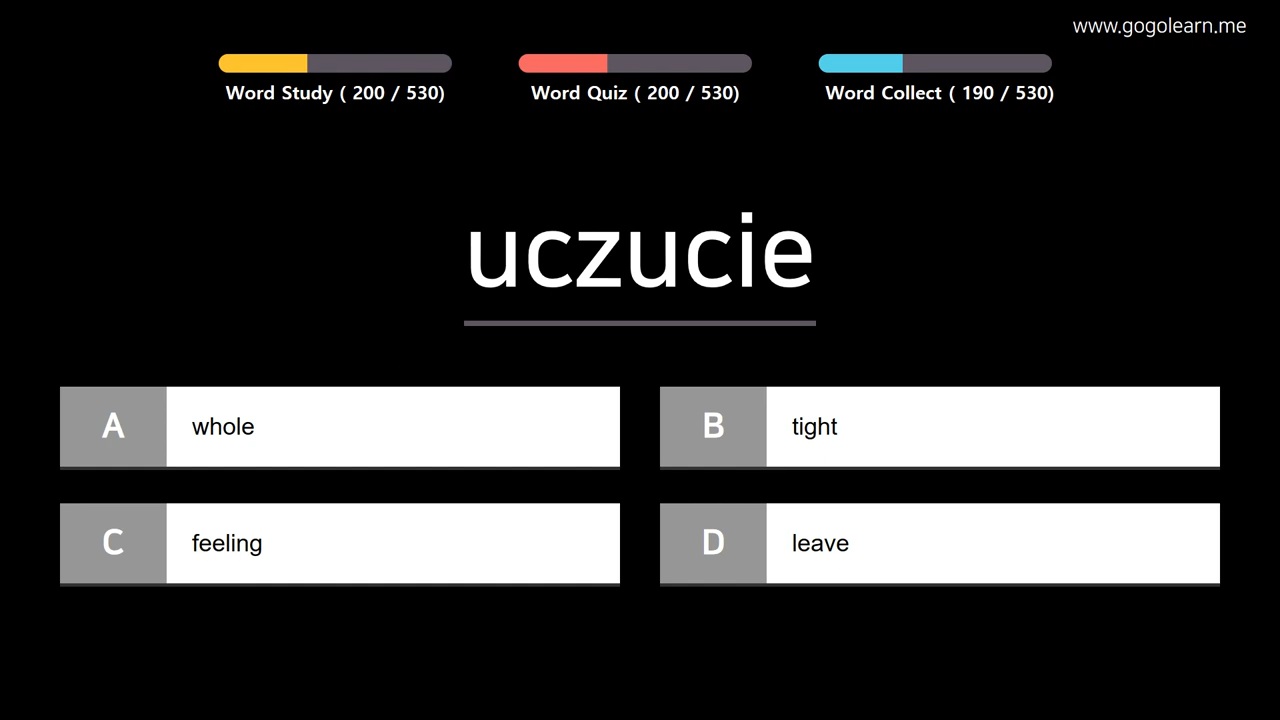 www.gogolearn.me
Word Study ( 200 / 530)
Word Quiz ( 200 / 530)
Word Collect ( 190 / 530)
uczucie
A whole
B tight
C feeling
D leave